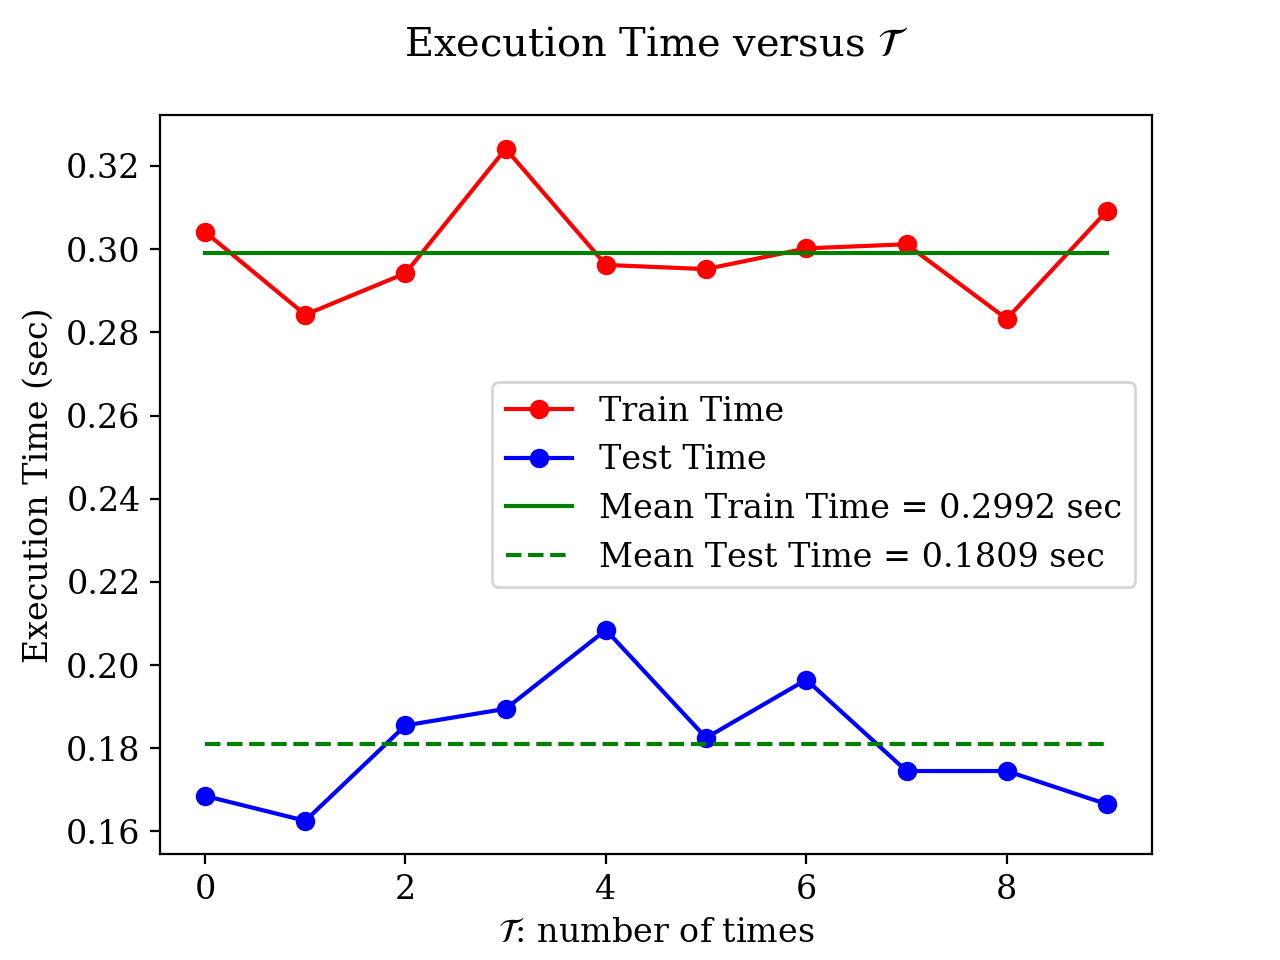 Execution Time versus 𝒯
0.32
0.30
0.28
0.26
0.24
0.22
0.20
0.18
0.16
Execution Time (sec)
Train Time
Test Time
Mean Train Time = 0.2992 sec
Mean Test Time = 0.1809 sec
0 2 4 6 8
𝒯: number of times